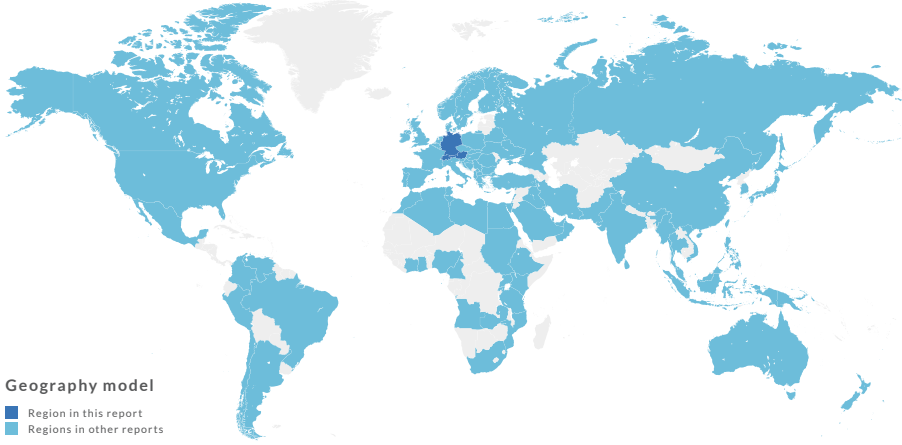 Geography model
Region in this report
Regions in other reports